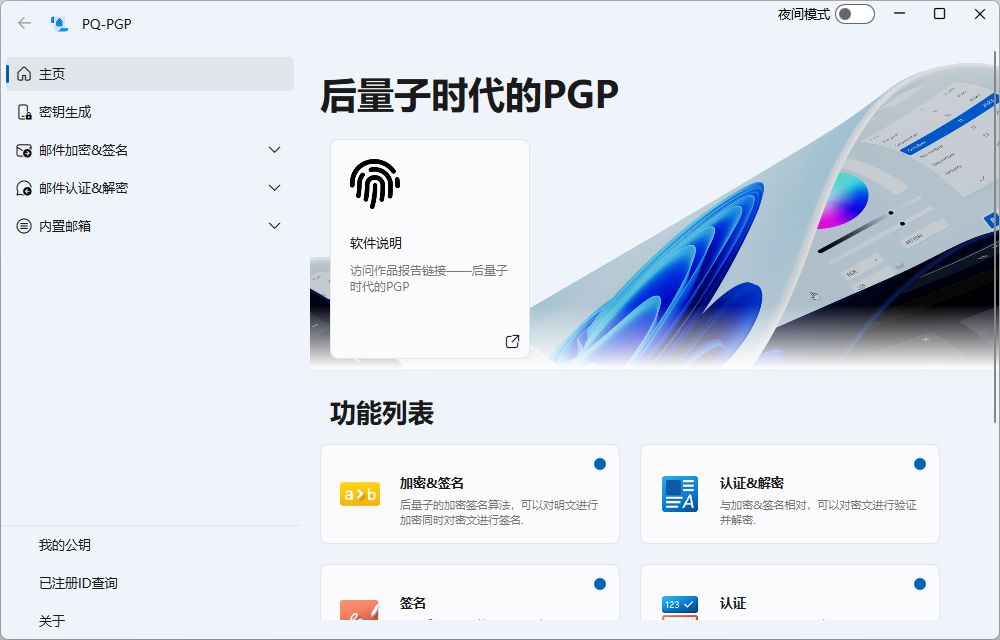 PQ-PGP
夜间模式
主页
密钥生成
邮件加密&签名
邮件认证&解密
内置邮箱
我的公钥
已注册ID查询
关于
后量子时代的PGP
软件说明
访问作品报告链接——后量子
时代的PGP
功能列表
a>b
加密&签名
后量子的加密签名算法，可以对明文进行
加密同时对密文进行签名.
A
认证&解密
与加密&签名相对，可以对密文进行验证
并解密.
签名
123
认证